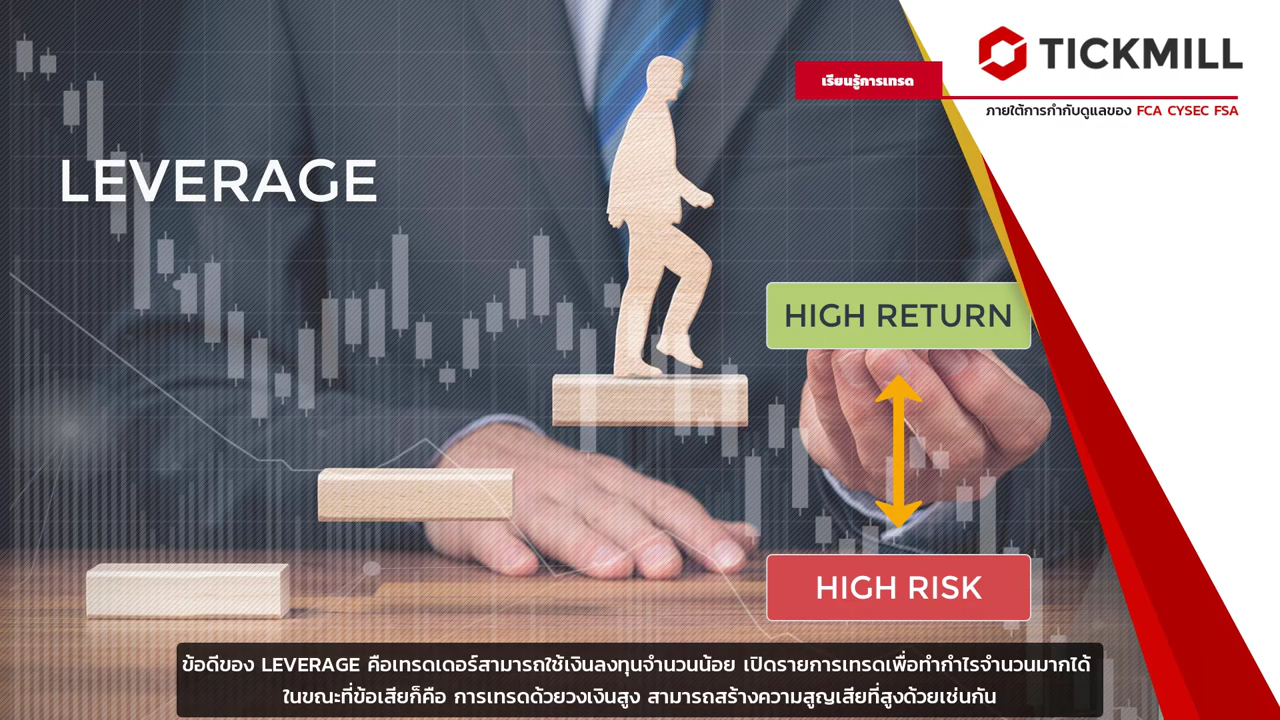 TICKMILL
เรียนรู้การเทรด
ภายใต้การกำกับดูแลของ FCA CYSEC FSA
LEVERAGE
HIGH RETURN
HIGH RISK
ข้อดีของ LEVERAGE คือเทรดเดอร์สามารถใช้เงินลงทุนจำนวนน้อย เปิดรายการเทรดเพื่อทำกำไรจำนวนมากได้
ในขณะที่ข้อเสียก็คือ การเทรดด้วยวงเงินสูง สามารถสร้างความสูญเสียที่สูงด้วยเช่นกัน